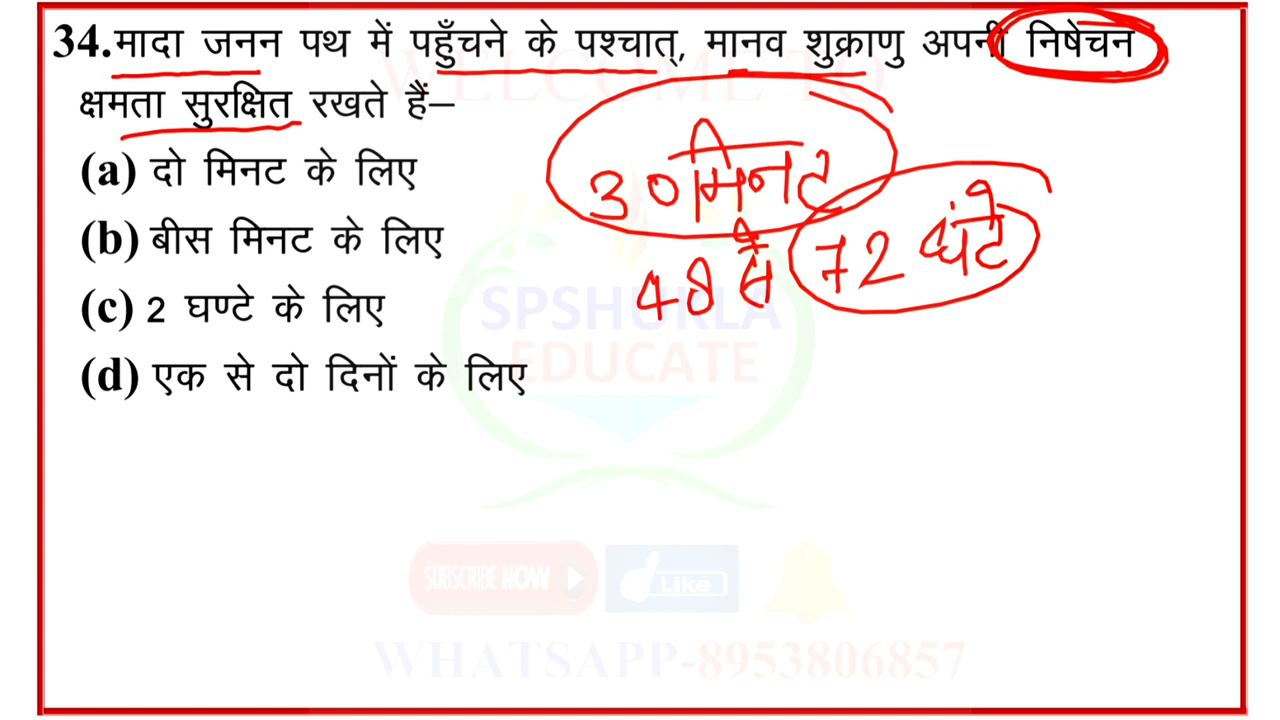 WELCOME TO
34.मादा जनन पथ में पहुँचने के पश्चात्, मानव शुक्राणु अपनी निषेचन
क्षमता सुरक्षित रखते हैं–
(a) दो मिनट के लिए
30 मिनट
(b) बीस मिनट के लिए
48 से 72 घंटे
(c) 2 घण्टे के लिए
SPSHUKLA
EDUCATE
(d) एक से दो दिनों के लिए
SUBSCRIBE NOW
Like
WHATSAPP-8953806857